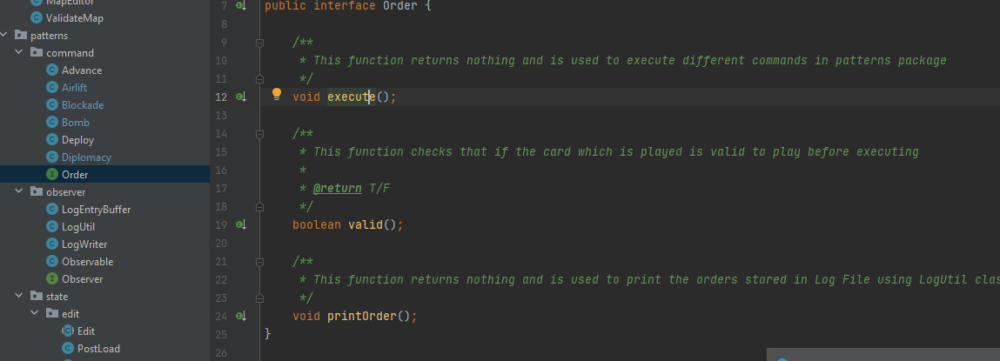 MapEditor
ValidateMap
patterns
command
Advance
Airlift
Blockade
Bomb
Deploy
Diplomacy
Order
observer
LogEntryBuffer
LogUtil
LogWriter
Observable
Observer
state
edit
Edit
PostLoad
7 public interface Order {
8
9 /**
10 * This function returns nothing and is used to execute different commands in patterns package
11 */
12 void execute();
13
14 /**
15 * This function checks that if the card which is played is valid to play before executing
16 *
17 * @return T/F
18 */
19 boolean valid();
20
21 /**
22 * This function returns nothing and is used to print the orders stored in Log File using LogUtil clas
23 */
24 void printOrder();
25 }
26